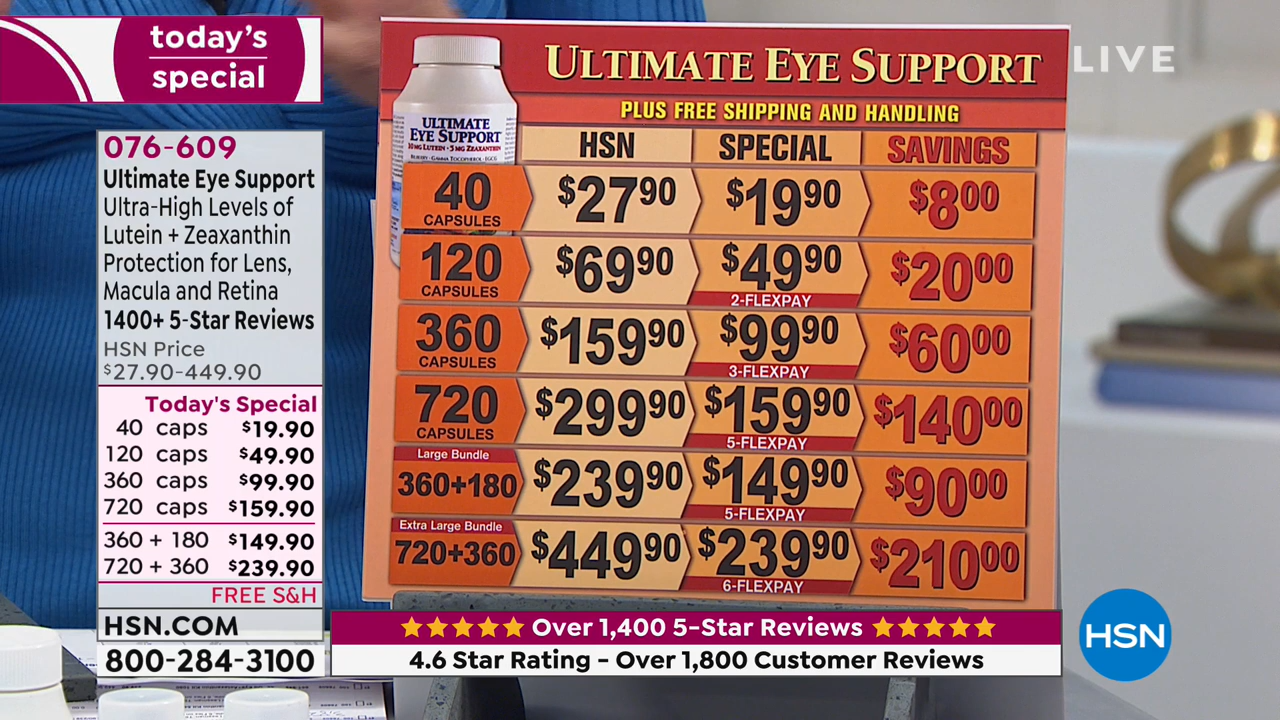 today's
special
076-609
Ultimate Eye Support
Ultra-High Levels of
Lutein + Zeaxanthin
Protection for Lens,
Macula and Retina
1400+ 5-Star Reviews
HSN Price
$27.90-449.90
Today's Special
40 caps $19.90
120 caps $49.90
360 caps $99.90
720 caps $159.90
360 + 180 $149.90
720 + 360 $239.90
FREE S&H
HSN.COM
800-284-3100
ULTIMATE EYE SUPPORT
PLUS FREE SHIPPING AND HANDLING
ULTIMATE
EYE SUPPORT
HSN SPECIAL SAVINGS
40 CAPSULES $27.90 $19.90 $8.00
120 CAPSULES $69.90 $49.90 2-FLEXPAY $20.00
360 CAPSULES $159.90 $99.90 3-FLEXPAY $60.00
720 CAPSULES $299.90 $159.90 5-FLEXPAY $140.00
Large Bundle
360+180 $239.90 $149.90 5-FLEXPAY $90.00
Extra Large Bundle
720+360 $449.90 $239.90 6-FLEXPAY $210.00
LIVE
Over 1,400 5-Star Reviews
4.6 Star Rating – Over 1,800 Customer Reviews
HSN